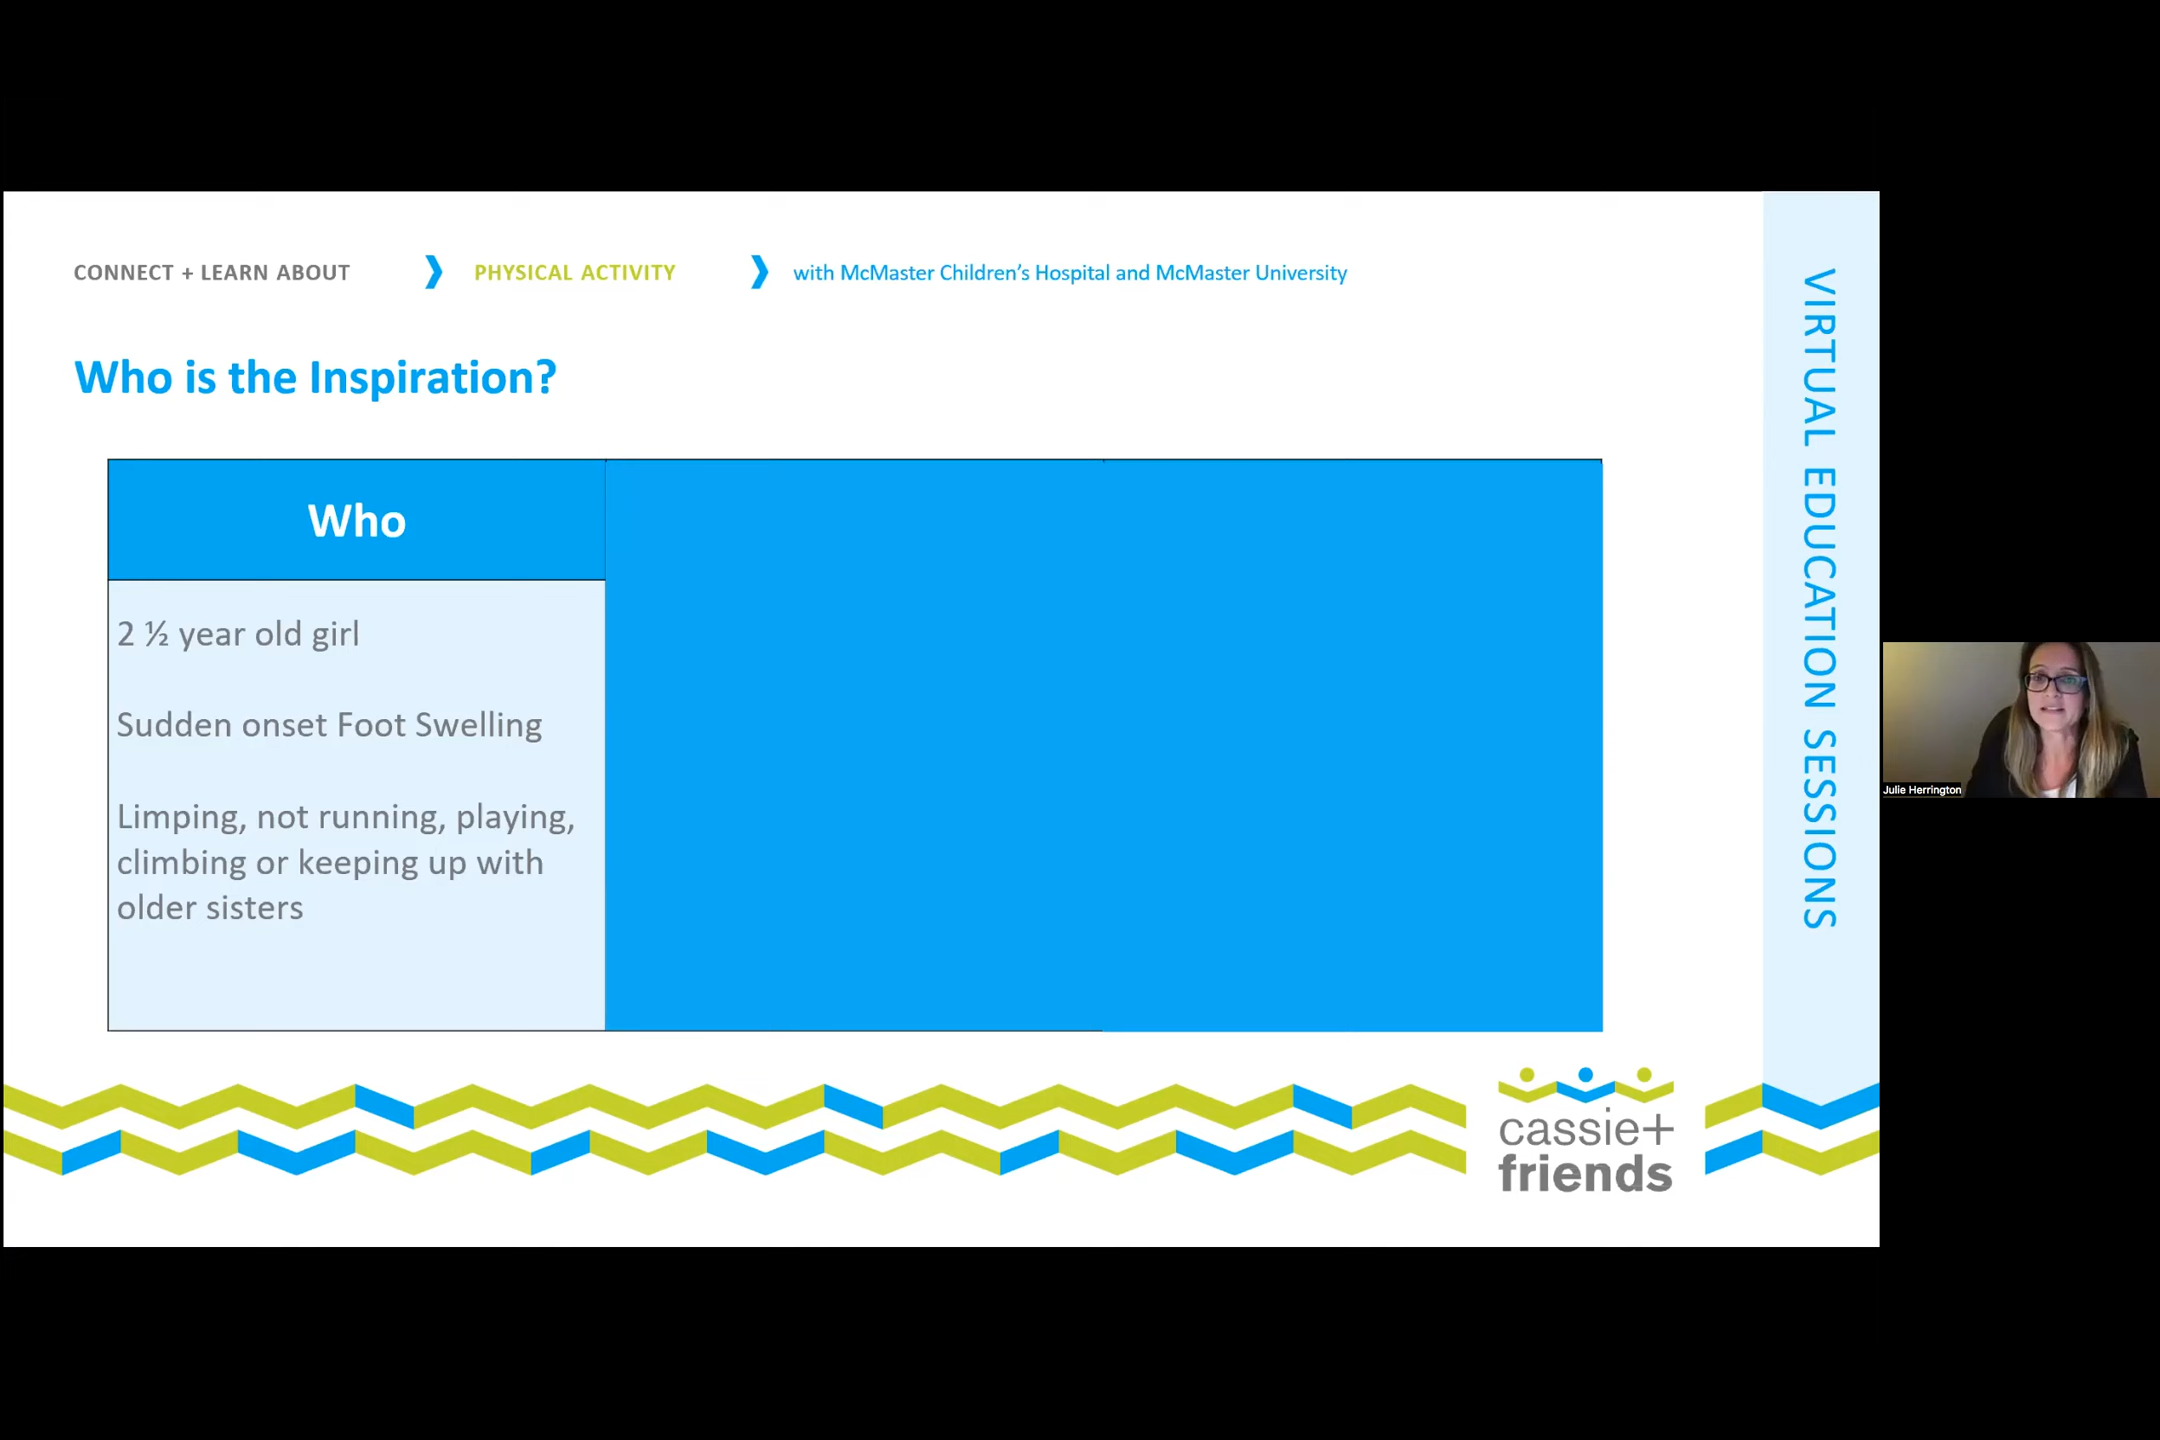 CONNECT + LEARN ABOUT ❯ PHYSICAL ACTIVITY ❯ with McMaster Children's Hospital and McMaster University
Who is the Inspiration?
Who
2 ½ year old girl
Sudden onset Foot Swelling
Limping, not running, playing,
climbing or keeping up with
older sisters
cassie+
friends
VIRTUAL EDUCATION SESSIONS
Julie Herrington